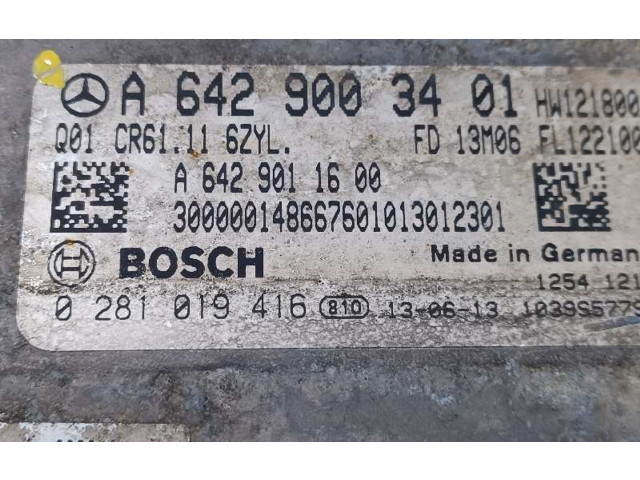 A 642 900 34 01 HW121800
Q01 CR61.11 6ZYL. FD 13M06 FL122100
A 642 901 16 00
300000148667601013012301
BOSCH Made in German
0 281 019 416 810 13-06-13 1254 121
1039S577